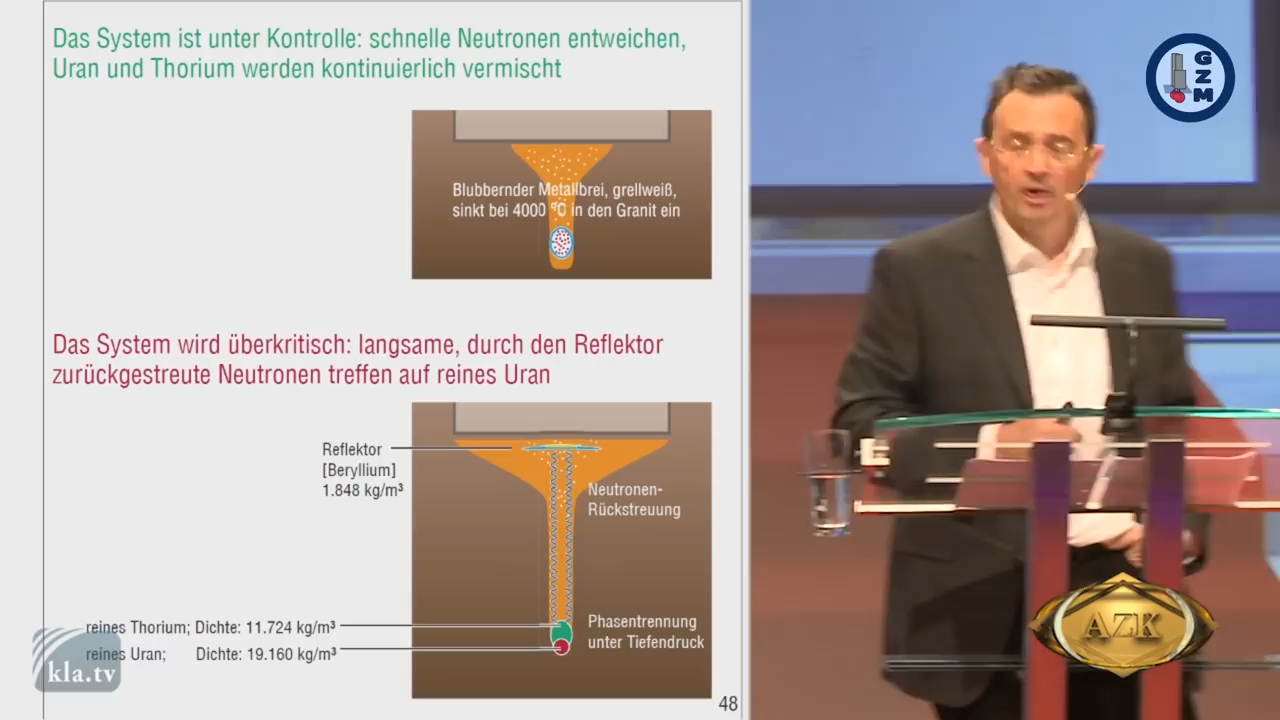 Das System ist unter Kontrolle: schnelle Neutronen entweichen,
Uran und Thorium werden kontinuierlich vermischt
Blubbernder Metallbrei, grellweiß,
sinkt bei 4000 ºC in den Granit ein
Das System wird überkritisch: langsame, durch den Reflektor
zurückgestreute Neutronen treffen auf reines Uran
Reflektor
[Beryllium]
1.848 kg/m³
Neutronen-
Rückstreuung
Phasentrennung
unter Tiefendruck
reines Thorium; Dichte: 11.724 kg/m³
reines Uran; Dichte: 19.160 kg/m³
48
kla.tv
GZM
AZK